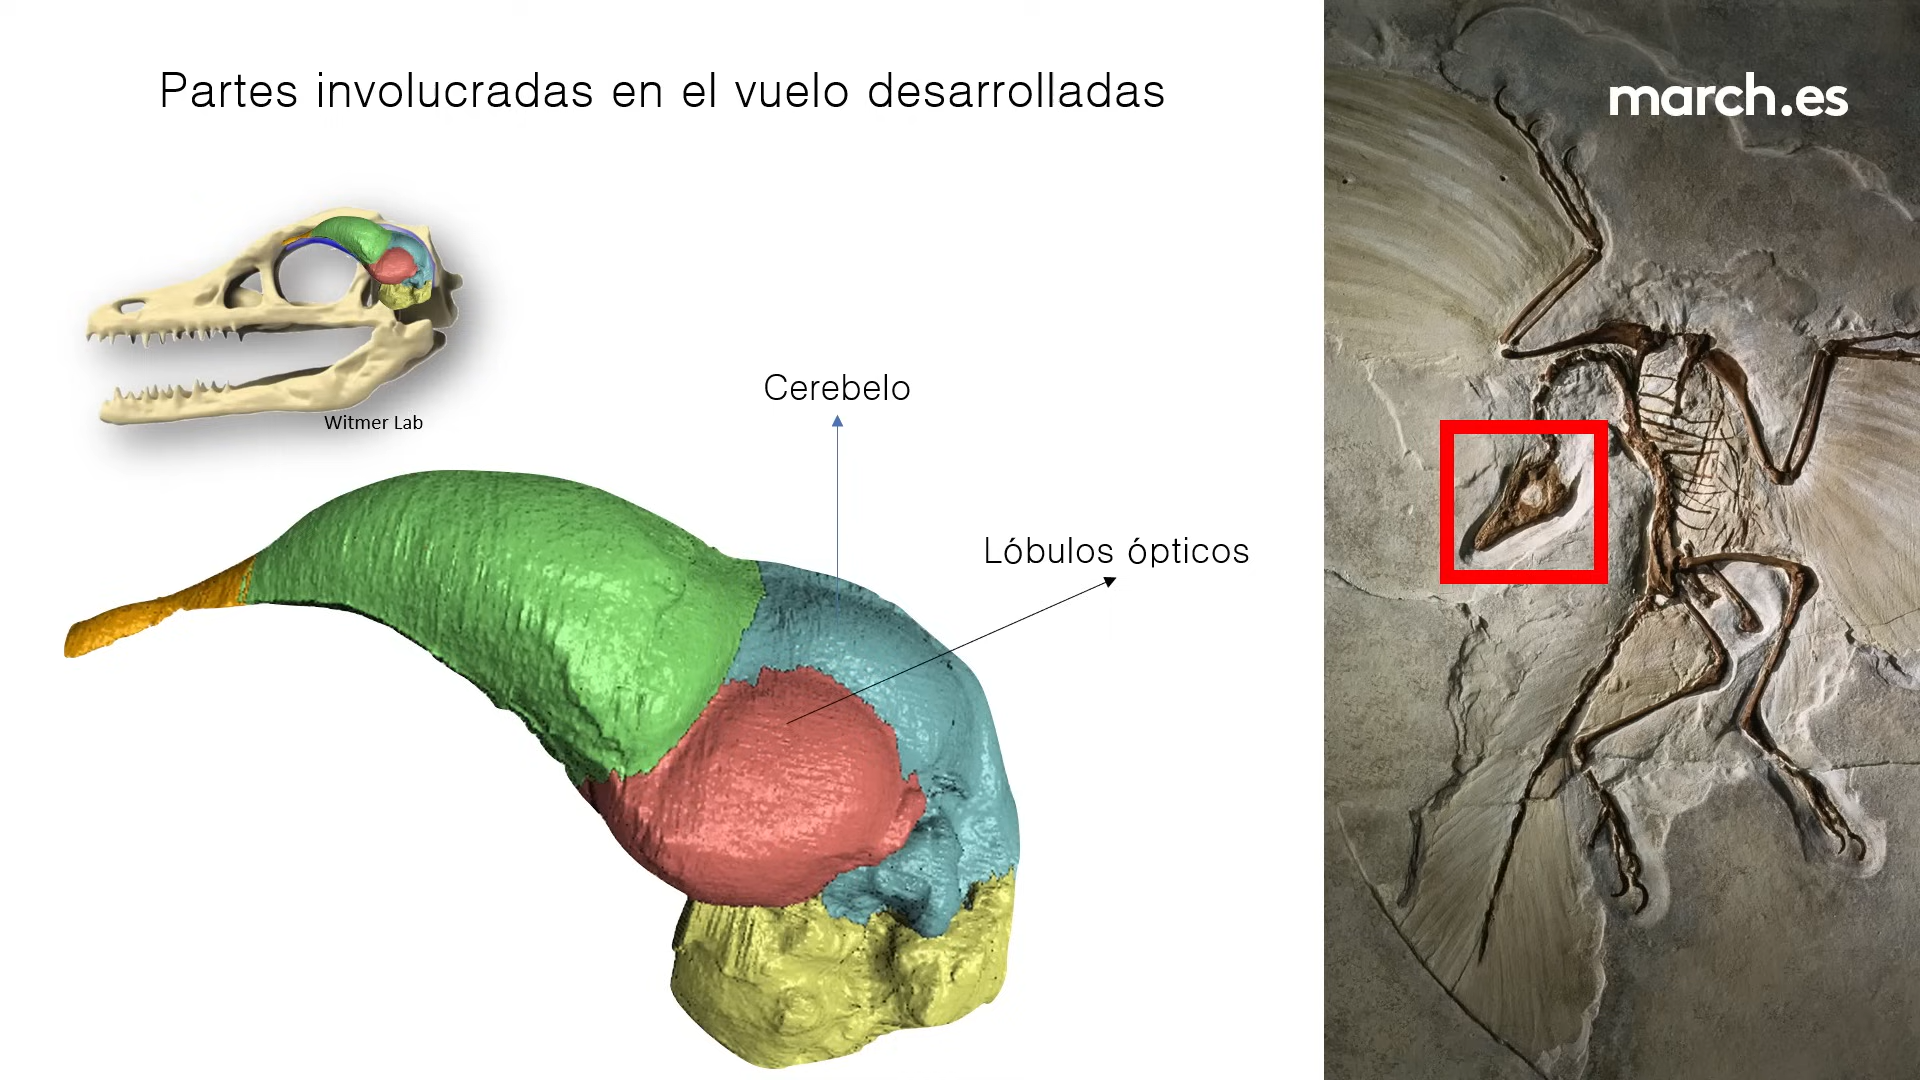 Partes involucradas en el vuelo desarrolladas
march.es
Witmer Lab
Cerebelo
Lóbulos ópticos